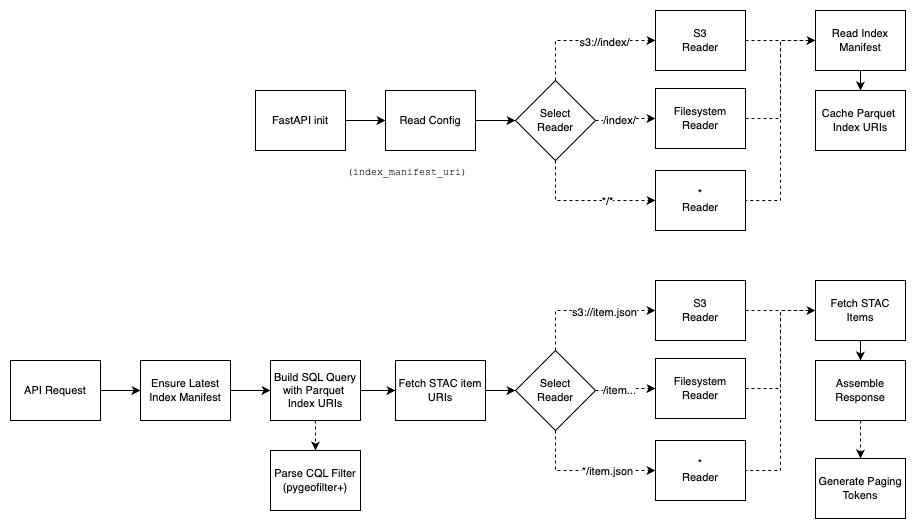 FastAPI init
Read Config
(index_manifest_uri)
Select
Reader
s3://index/
/index/
*/*
S3
Reader
Filesystem
Reader
*
Reader
Read Index
Manifest
Cache Parquet
Index URIs
API Request
Ensure Latest
Index Manifest
Build SQL Query
with Parquet
Index URIs
Parse CQL Filter
(pygeofilter+)
Fetch STAC item
URIs
Select
Reader
s3://item.json
/item...
*/item.json
S3
Reader
Filesystem
Reader
*
Reader
Fetch STAC
Items
Assemble
Response
Generate Paging
Tokens